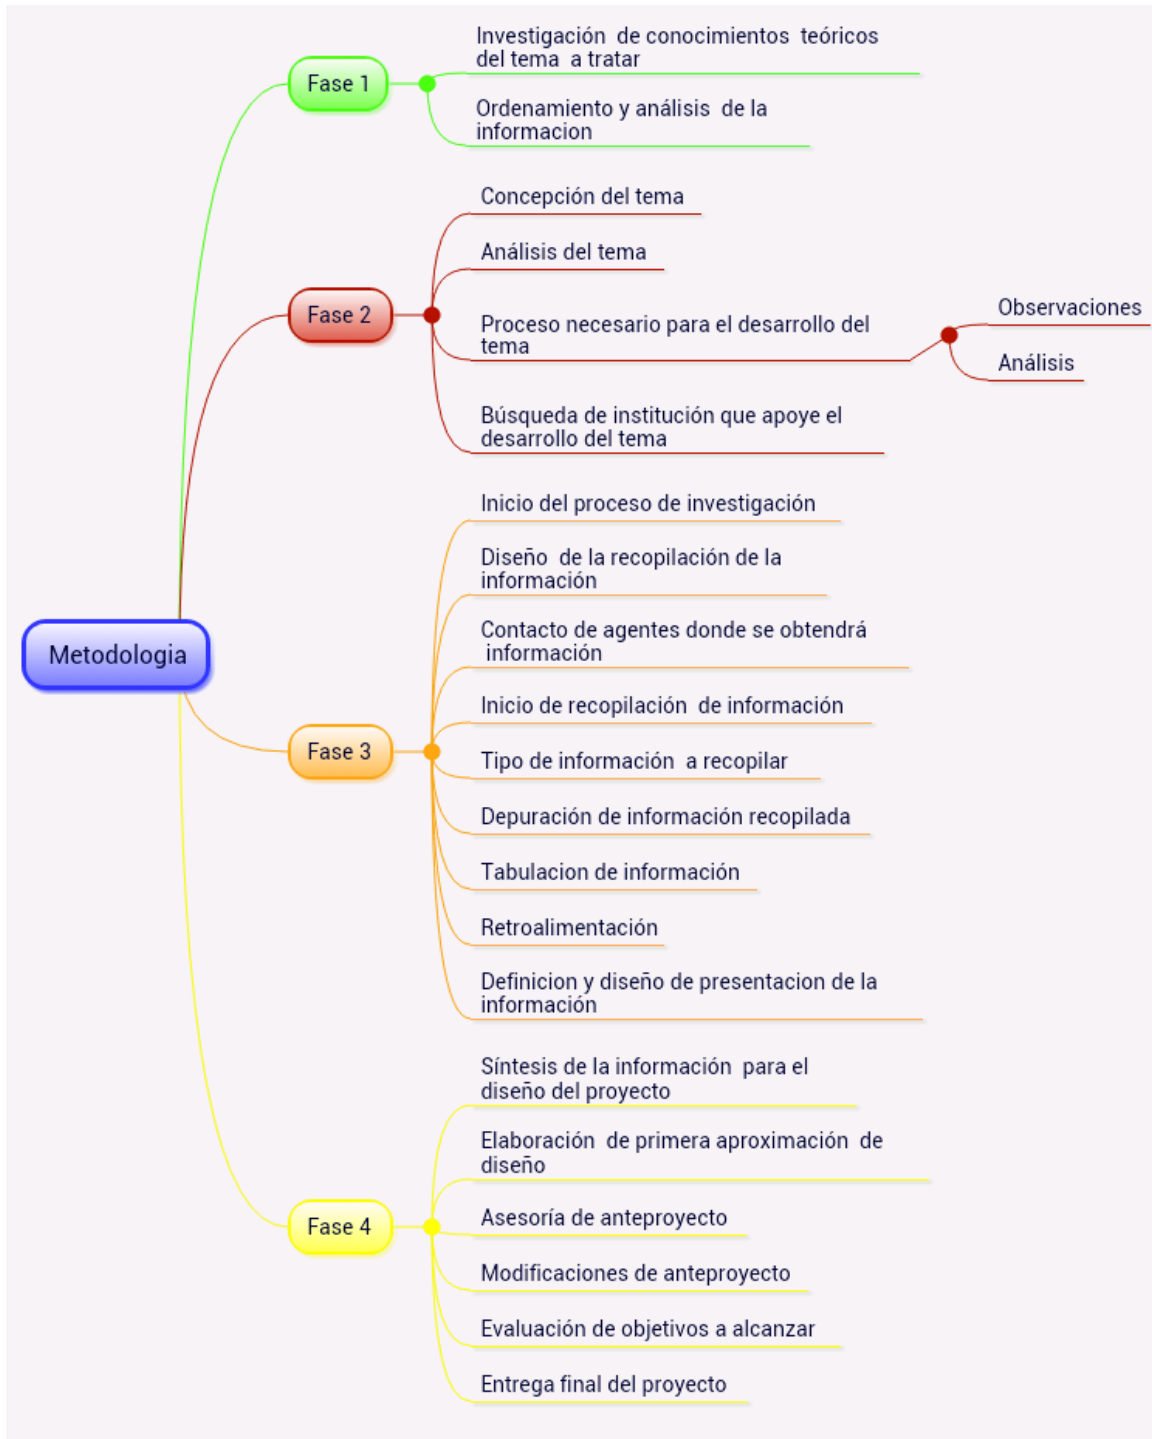 Investigación de conocimientos teóricos
del tema a tratar
Fase 1
Ordenamiento y análisis de la
informacion
Concepción del tema
Análisis del tema
Fase 2
Proceso necesario para el desarrollo del
tema
Observaciones
Análisis
Búsqueda de institución que apoye el
desarrollo del tema
Inicio del proceso de investigación
Diseño de la recopilación de la
información
Contacto de agentes donde se obtendrá
información
Metodologia
Inicio de recopilación de información
Fase 3
Tipo de información a recopilar
Depuración de información recopilada
Tabulacion de información
Retroalimentación
Definicion y diseño de presentacion de la
información
Síntesis de la información para el
diseño del proyecto
Elaboración de primera aproximación de
diseño
Fase 4
Asesoría de anteproyecto
Modificaciones de anteproyecto
Evaluación de objetivos a alcanzar
Entrega final del proyecto